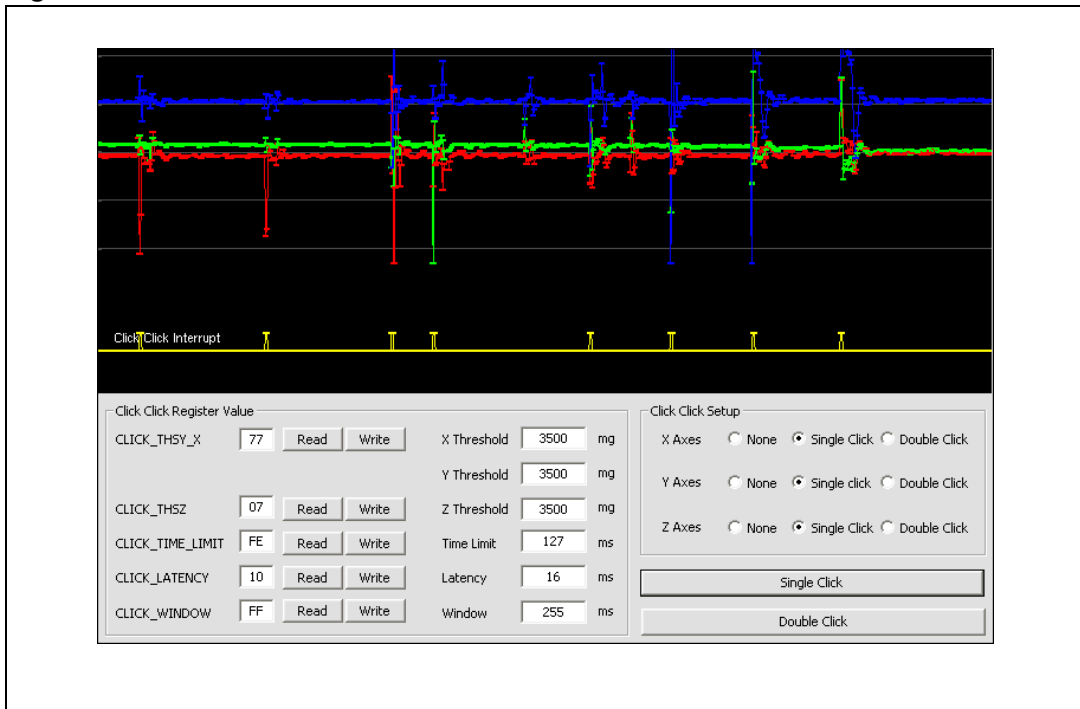 Click Click Interrupt
Click Click Register Value
CLICK_THSY_X 77 Read Write X Threshold 3500 mg
Y Threshold 3500 mg
CLICK_THSZ 07 Read Write Z Threshold 3500 mg
CLICK_TIME_LIMIT FE Read Write Time Limit 127 ms
CLICK_LATENCY 10 Read Write Latency 16 ms
CLICK_WINDOW FF Read Write Window 255 ms
Click Click Setup
X Axes None Single Click Double Click
Y Axes None Single click Double Click
Z Axes None Single Click Double Click
Single Click
Double Click